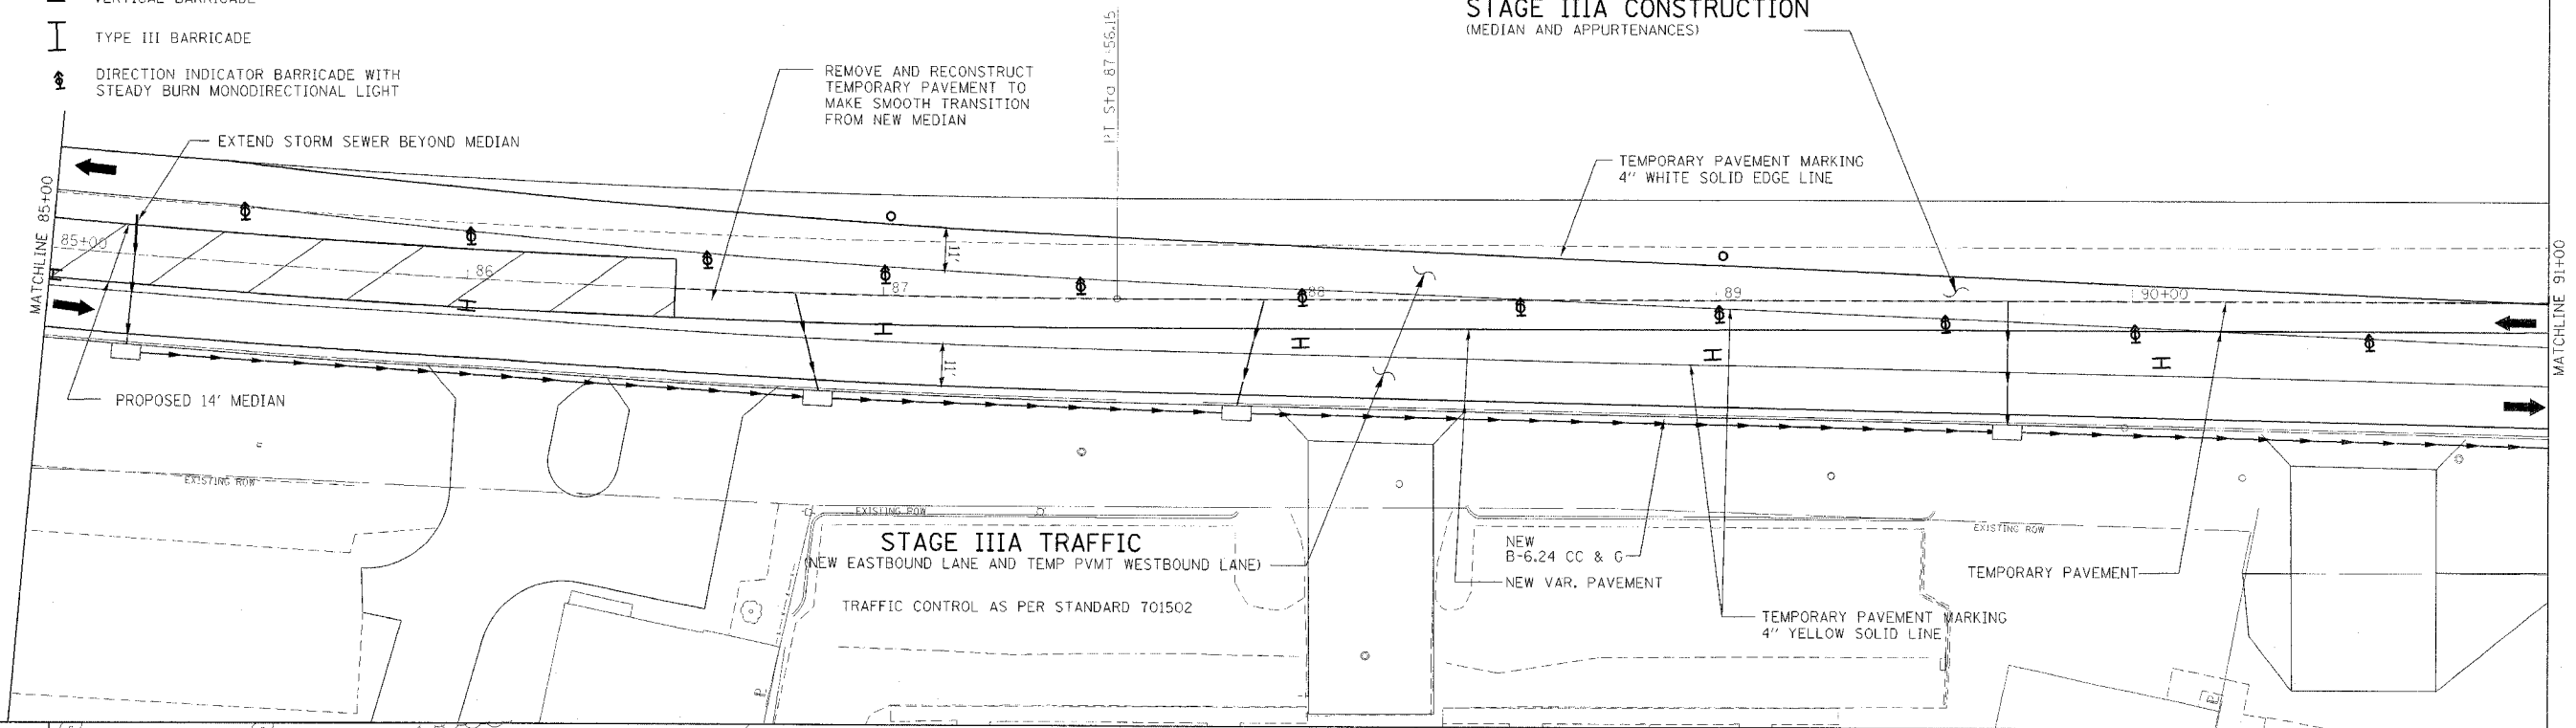 VERTICAL BARRICADE
TYPE III BARRICADE
DIRECTION INDICATOR BARRICADE WITH
STEADY BURN MONODIRECTIONAL LIGHT
STAGE IIIA CONSTRUCTION
(MEDIAN AND APPURTENANCES)
REMOVE AND RECONSTRUCT
TEMPORARY PAVEMENT TO
MAKE SMOOTH TRANSITION
FROM NEW MEDIAN
PT Sta 87+56.15
EXTEND STORM SEWER BEYOND MEDIAN
TEMPORARY PAVEMENT MARKING
4" WHITE SOLID EDGE LINE
MATCHLINE 85+00
85+00
86
87
88
89
90+00
MATCHLINE 91+00
11'
11'
PROPOSED 14' MEDIAN
EXISTING ROW
EXISTING ROW
EXISTING ROW
STAGE IIIA TRAFFIC
(NEW EASTBOUND LANE AND TEMP PVMT WESTBOUND LANE)
TRAFFIC CONTROL AS PER STANDARD 701502
NEW
B-6.24 CC & G
NEW VAR. PAVEMENT
TEMPORARY PAVEMENT
TEMPORARY PAVEMENT MARKING
4" YELLOW SOLID LINE